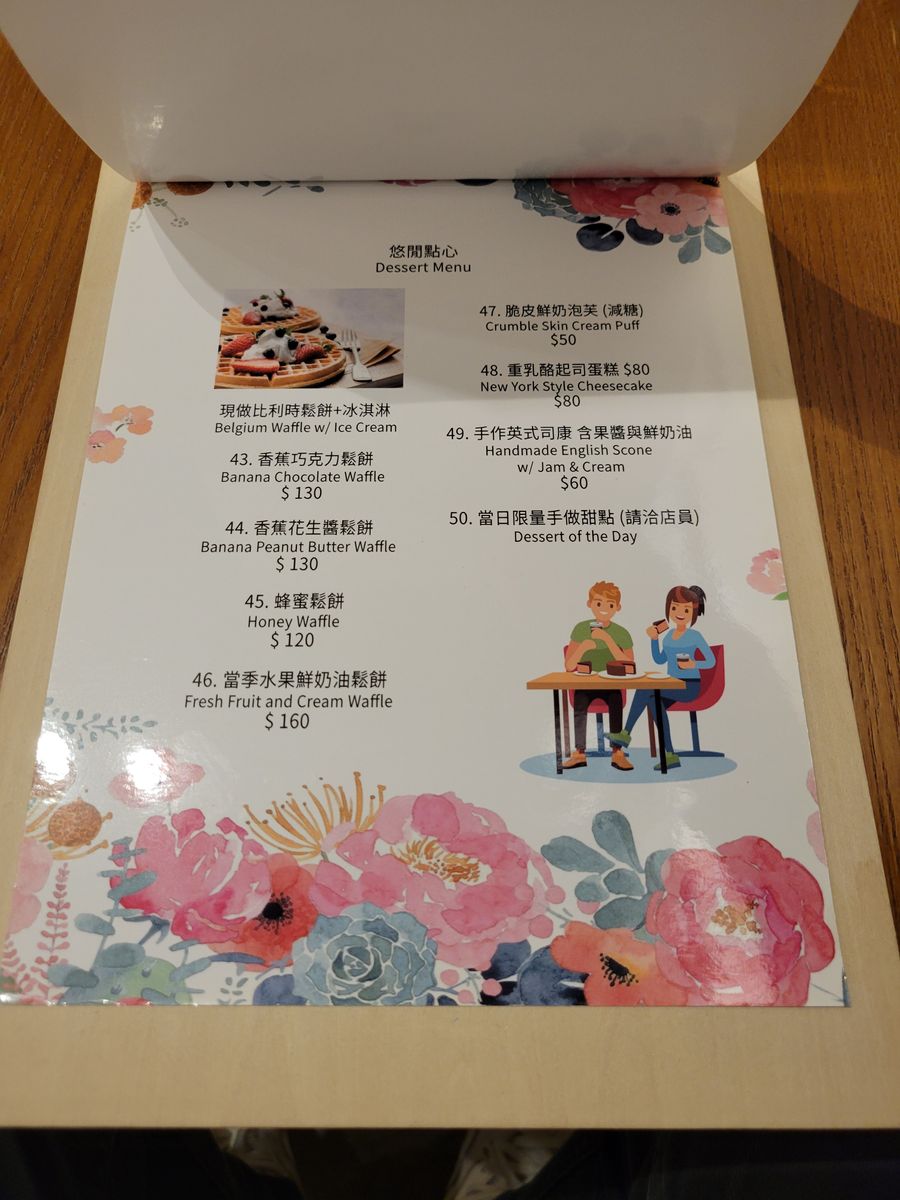 悠閒點心
Dessert Menu
現做比利時鬆餅+冰淇淋
Belgium Waffle w/ Ice Cream
43. 香蕉巧克力鬆餅
Banana Chocolate Waffle
$ 130
44. 香蕉花生醬鬆餅
Banana Peanut Butter Waffle
$ 130
45. 蜂蜜鬆餅
Honey Waffle
$ 120
46. 當季水果鮮奶油鬆餅
Fresh Fruit and Cream Waffle
$ 160
47. 脆皮鮮奶泡芙 (減糖)
Crumble Skin Cream Puff
$50
48. 重乳酪起司蛋糕 $80
New York Style Cheesecake
$80
49. 手作英式司康 含果醬與鮮奶油
Handmade English Scone
w/ Jam & Cream
$60
50. 當日限量手做甜點 (請洽店員)
Dessert of the Day